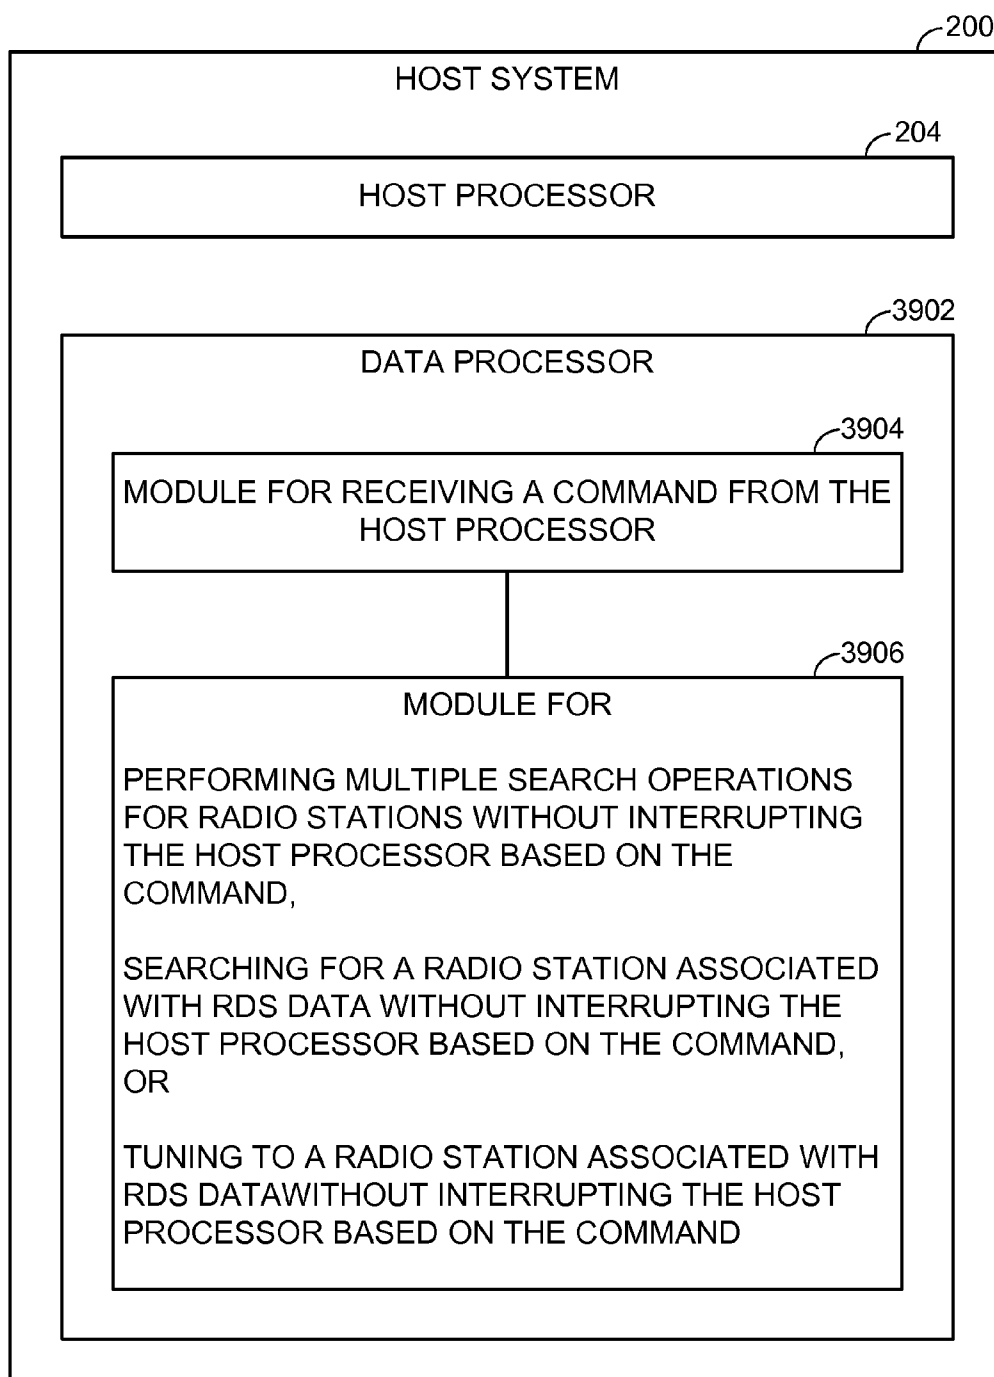 200
HOST SYSTEM
204
HOST PROCESSOR
3902
DATA PROCESSOR
3904
MODULE FOR RECEIVING A COMMAND FROM THE
HOST PROCESSOR
3906
MODULE FOR
PERFORMING MULTIPLE SEARCH OPERATIONS
FOR RADIO STATIONS WITHOUT INTERRUPTING
THE HOST PROCESSOR BASED ON THE
COMMAND,
SEARCHING FOR A RADIO STATION ASSOCIATED
WITH RDS DATA WITHOUT INTERRUPTING THE
HOST PROCESSOR BASED ON THE COMMAND,
OR
TUNING TO A RADIO STATION ASSOCIATED WITH
RDS DATAWITHOUT INTERRUPTING THE HOST
PROCESSOR BASED ON THE COMMAND